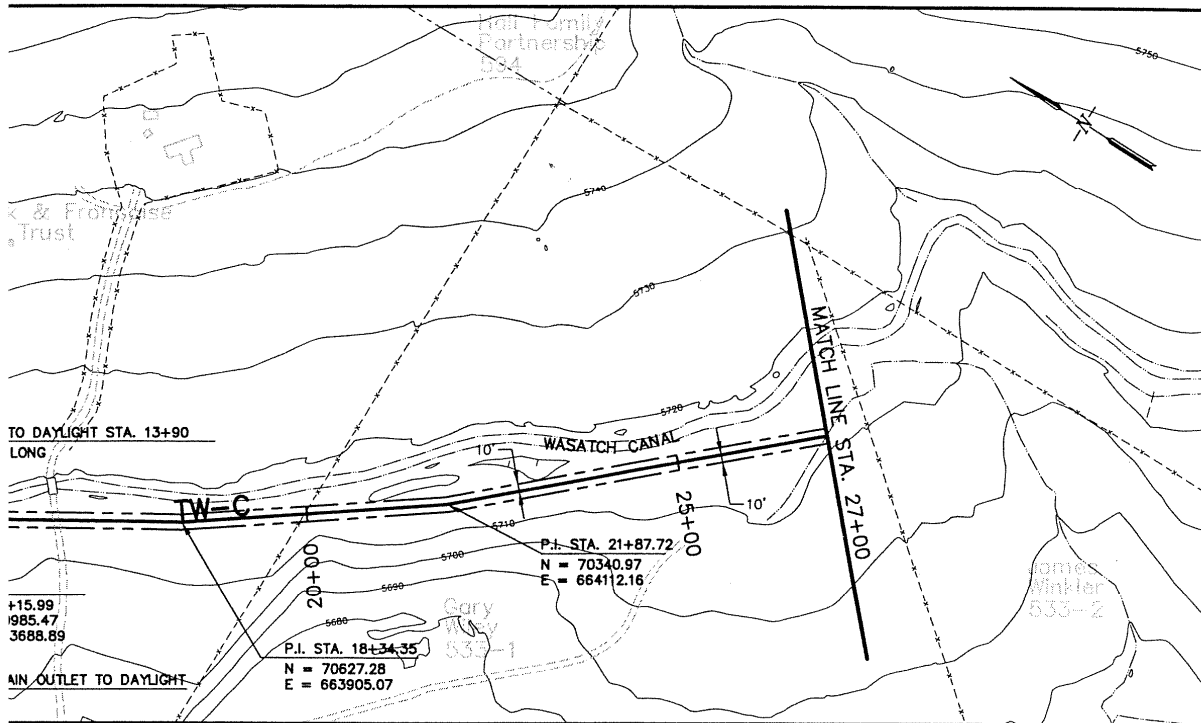 Hall Family
Partnership
534
5750
-N-
5740
& Fronsise
Trust
5730
5720
MATCH LINE STA. 27+00
TO DAYLIGHT STA. 13+90
LONG
WASATCH CANAL
10'
10'
TW-C
20+00
25+00
5710
5700
5690
5680
P.I. STA. 21+87.72
N = 70340.97
E = 664112.16
James
Winkler
533-2
Gary
533-1
+15.99
985.47
3688.89
P.I. STA. 18+34.35
N = 70627.28
E = 663905.07
AIN OUTLET TO DAYLIGHT